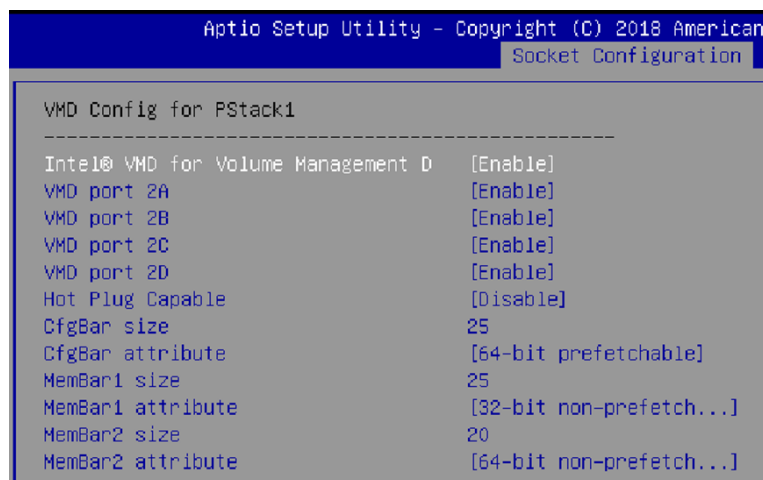 Aptio Setup Utility – Copyright (C) 2018 American
Socket Configuration
VMD Config for PStack1
----------------------------------------------------
Intel® VMD for Volume Management D [Enable]
VMD port 2A [Enable]
VMD port 2B [Enable]
VMD port 2C [Enable]
VMD port 2D [Enable]
Hot Plug Capable [Disable]
CfgBar size 25
CfgBar attribute [64-bit prefetchable]
MemBar1 size 25
MemBar1 attribute [32-bit non-prefetch...]
MemBar2 size 20
MemBar2 attribute [64-bit non-prefetch...]